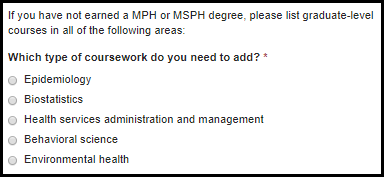 If you have not earned a MPH or MSPH degree, please list graduate-level
courses in all of the following areas:
Which type of coursework do you need to add? *
Epidemiology
Biostatistics
Health services administration and management
Behavioral science
Environmental health